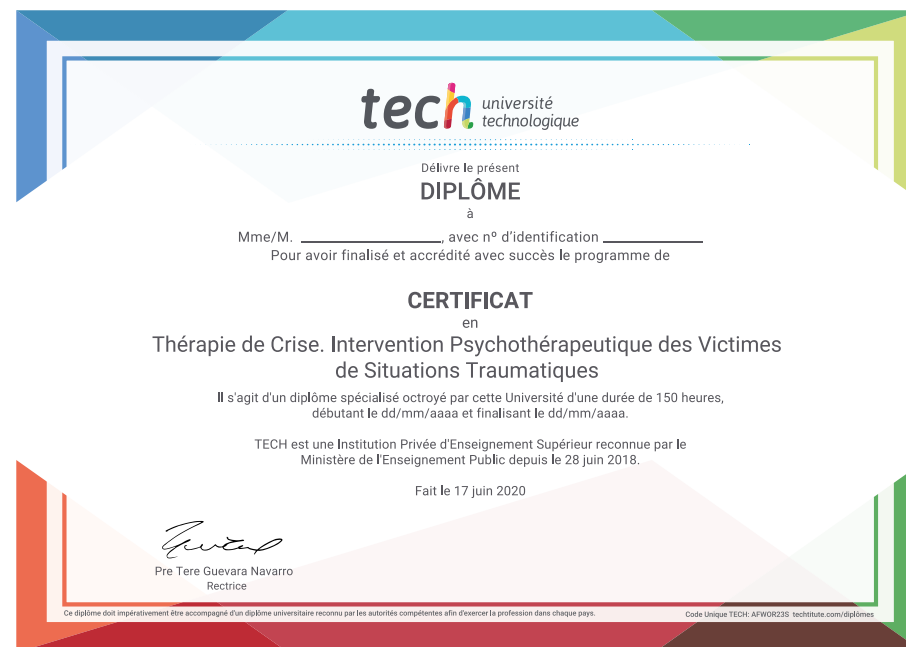 tech université
technologique
Délivre le présent
DIPLÔME
à
Mme/M. ____________________, avec nº d'identification ______________
Pour avoir finalisé et accrédité avec succès le programme de
CERTIFICAT
en
Thérapie de Crise. Intervention Psychothérapeutique des Victimes
de Situations Traumatiques
Il s'agit d'un diplôme spécialisé octroyé par cette Université d'une durée de 150 heures,
débutant le dd/mm/aaaa et finalisant le dd/mm/aaaa.
TECH est une Institution Privée d'Enseignement Supérieur reconnue par le
Ministère de l'Enseignement Public depuis le 28 juin 2018.
Fait le 17 juin 2020
Pre Tere Guevara Navarro
Rectrice
Ce diplôme doit impérativement être accompagné d'un diplôme universitaire reconnu par les autorités compétentes afin d'exercer la profession dans chaque pays.
Code Unique TECH: AFWOR23S techtitute.com/diplômes